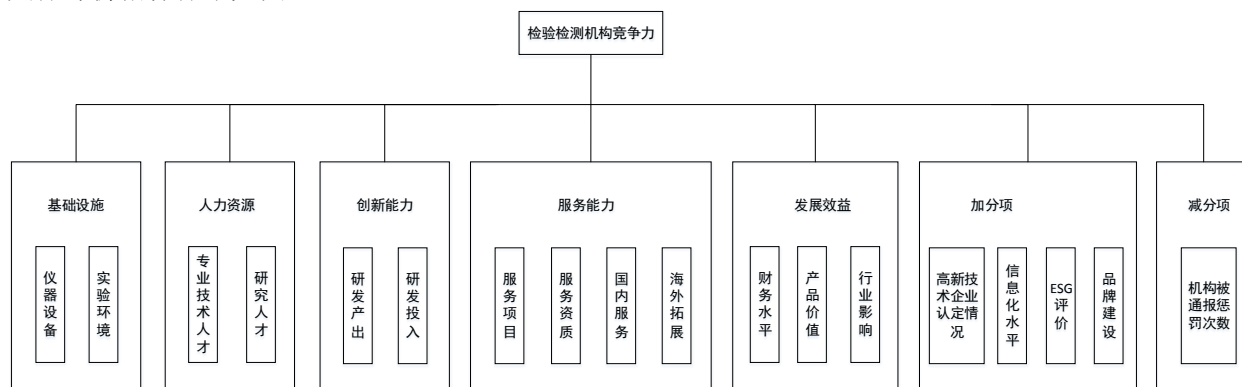 检验检测机构竞争力
基础设施
仪器设备
实验环境
人力资源
专业技术人才
研究人才
创新能力
研发产出
研发投入
服务能力
服务项目
服务资质
国内服务
海外拓展
发展效益
财务水平
产品价值
行业影响
加分项
高新技
术企业
认定情
况
信息化水平
ESG
评价
品牌建设
减分项
机构被
通报惩
罚次数